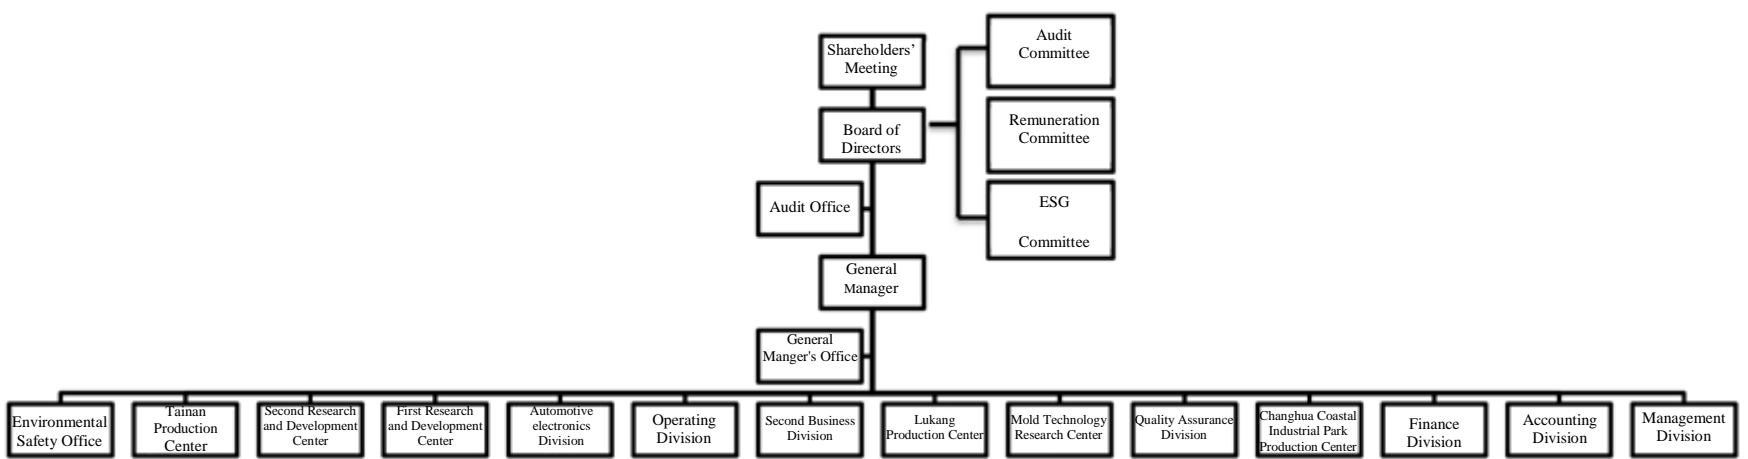 Shareholders’
Meeting
Audit
Committee
Board of
Directors
Remuneration
Committee
Audit Office
ESG
Committee
General
Manager
General
Manger's Office
Environmental
Safety Office
Tainan
Production
Center
Second Research
and Development
Center
First Research
and Development
Center
Automotive
electronics
Division
Operating
Division
Second Business
Division
Lukang
Production Center
Mold Technology
Research Center
Quality Assurance
Division
Changhua Coastal
Industrial Park
Production Center
Finance
Division
Accounting
Division
Management
Division